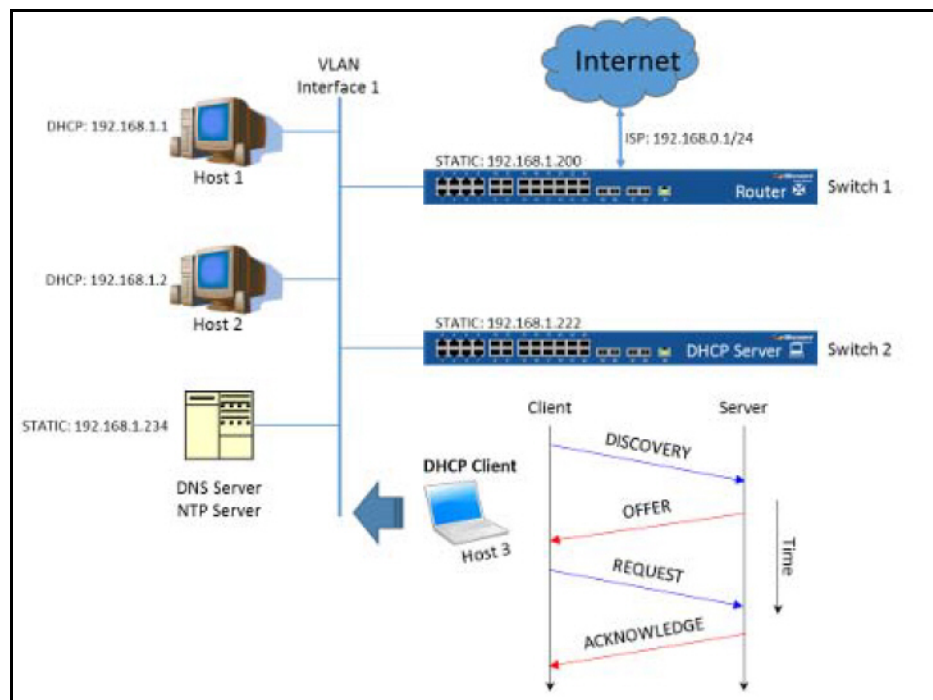 Internet
VLAN
Interface 1
DHCP: 192.168.1.1
Host 1
ISP: 192.168.0.1/24
STATIC: 192.168.1.200
Router
Switch 1
DHCP: 192.168.1.2
Host 2
STATIC: 192.168.1.222
DHCP Server
Switch 2
STATIC: 192.168.1.234
DNS Server
NTP Server
DHCP Client
Host 3
Client
Server
DISCOVERY
OFFER
REQUEST
ACKNOWLEDGE
Time